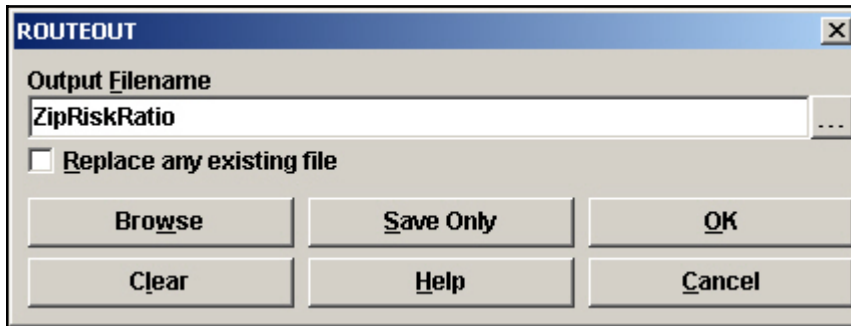 ROUTEOUT
Output Filename
ZipRiskRatio
...
Replace any existing file
Browse Save Only OK
Clear Help Cancel